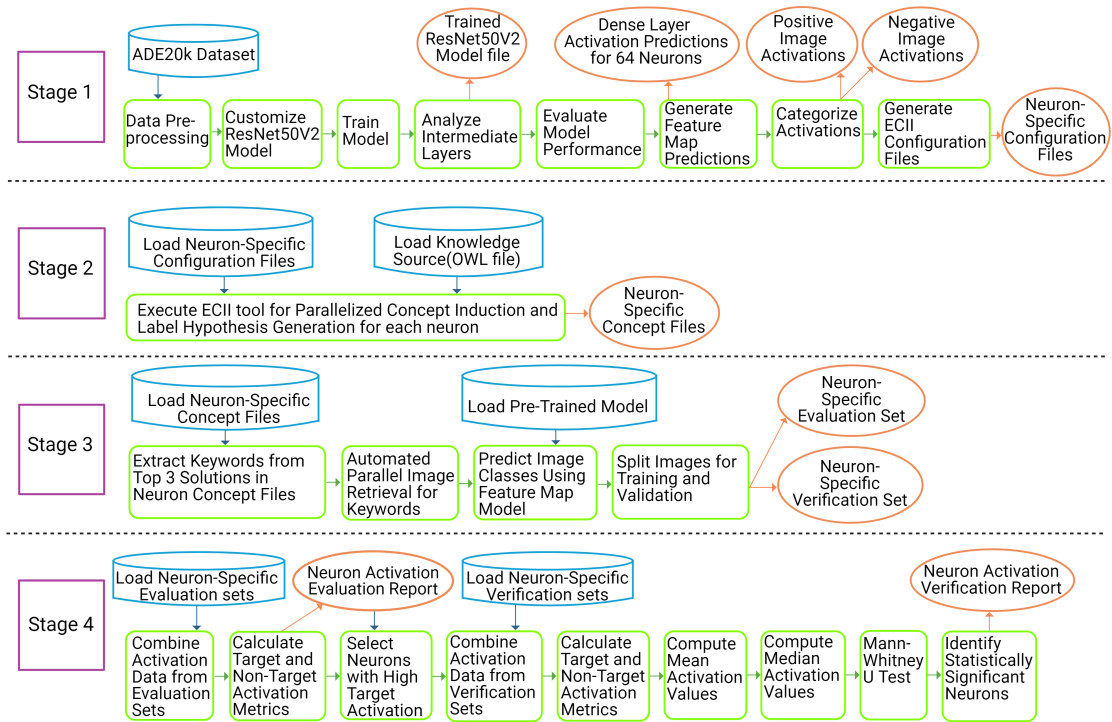 Stage 1
ADE20k Dataset
Trained
ResNet50V2
Model file
Dense Layer
Activation Predictions
for 64 Neurons
Positive
Image
Activations
Negative
Image
Activations
Data Pre-
processing
Customize
ResNet50V2
Model
Train
Model
Analyze
Intermediate
Layers
Evaluate
Model
Performance
Generate
Feature
Map
Predictions
Categorize
Activations
Generate
ECII
Configuration
Files
Neuron-
Specific
Configuration
Files
Stage 2
Load Neuron-Specific
Configuration Files
Load Knowledge
Source(OWL file)
Execute ECII tool for Parallelized Concept Induction and
Label Hypothesis Generation for each neuron
Neuron-
Specific
Concept Files
Stage 3
Load Neuron-Specific
Concept Files
Load Pre-Trained Model
Extract Keywords from
Top 3 Solutions in
Neuron Concept Files
Automated
Parallel Image
Retrieval for
Keywords
Predict Image
Classes Using
Feature Map
Model
Split Images for
Training and
Validation
Neuron-
Specific
Evaluation Set
Neuron-
Specific
Verification Set
Stage 4
Load Neuron-Specific
Evaluation sets
Neuron Activation
Evaluation Report
Load Neuron-Specific
Verification sets
Neuron Activation
Verification Report
Combine
Activation
Data from
Evaluation
Sets
Calculate
Target and
Non-Target
Activation
Metrics
Select
Neurons
with High
Target
Activation
Combine
Activation
Data from
Verification
Sets
Calculate
Target and
Non-Target
Activation
Metrics
Compute
Mean
Activation
Values
Compute
Median
Activation
Values
Mann-
Whitney
U Test
Identify
Statistically
Significant
Neurons